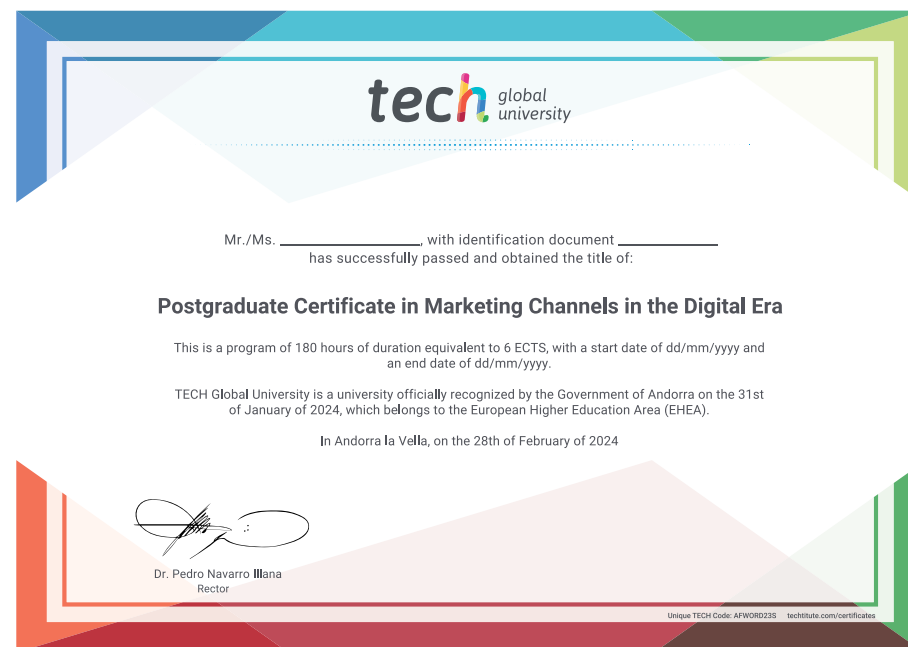 tech global university
Mr./Ms. ____________, with identification document ____________
has successfully passed and obtained the title of:
Postgraduate Certificate in Marketing Channels in the Digital Era
This is a program of 180 hours of duration equivalent to 6 ECTS, with a start date of dd/mm/yyyy and
an end date of dd/mm/yyyy.
TECH Global University is a university officially recognized by the Government of Andorra on the 31st
of January of 2024, which belongs to the European Higher Education Area (EHEA).
In Andorra la Vella, on the 28th of February of 2024
Dr. Pedro Navarro Illana
Rector
Unique TECH Code: AFWORD23S techtitute.com/certificates